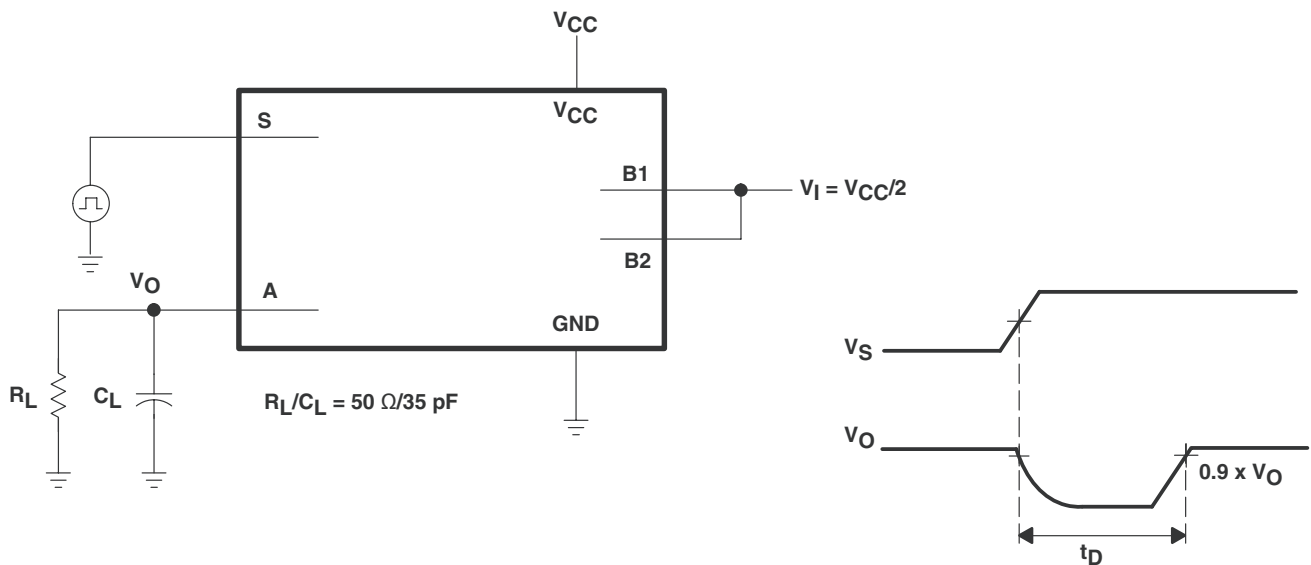 VCC
VCC
S
B1
VI = VCC/2
B2
VO
A
GND
RL
CL
RL/CL = 50 Ω/35 pF
VS
VO
0.9 x VO
tD